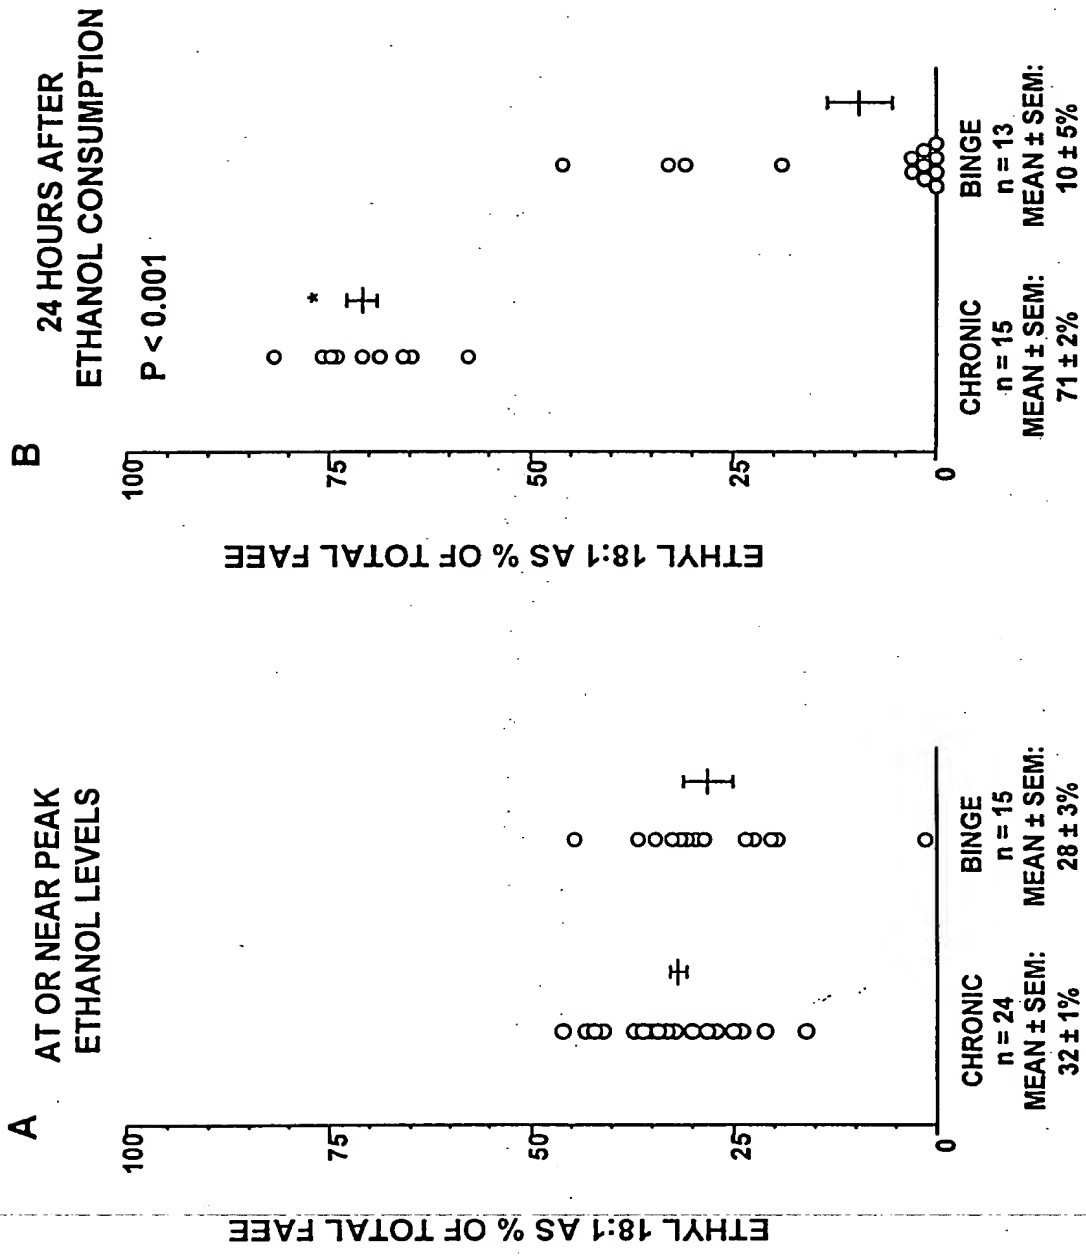 A
AT OR NEAR PEAK
ETHANOL LEVELS
ETHYL 18:1 AS % OF TOTAL FAEE
100
75
50
25
0
CHRONIC
n = 24
MEAN ± SEM:
32 ± 1%
BINGE
n = 15
MEAN ± SEM:
28 ± 3%
B
24 HOURS AFTER
ETHANOL CONSUMPTION
P < 0.001
ETHYL 18:1 AS % OF TOTAL FAEE
100
75
50
25
0
*
CHRONIC
n = 15
MEAN ± SEM:
71 ± 2%
BINGE
n = 13
MEAN ± SEM:
10 ± 5%